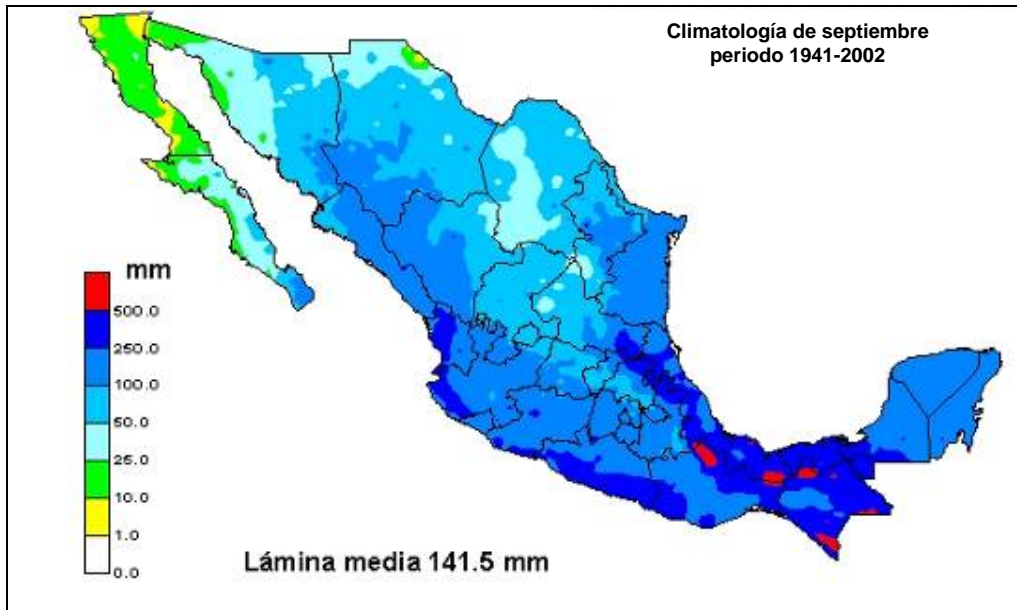 Climatología de septiembre
periodo 1941-2002
mm
500.0
250.0
100.0
50.0
25.0
10.0
1.0
0.0
Lámina media 141.5 mm